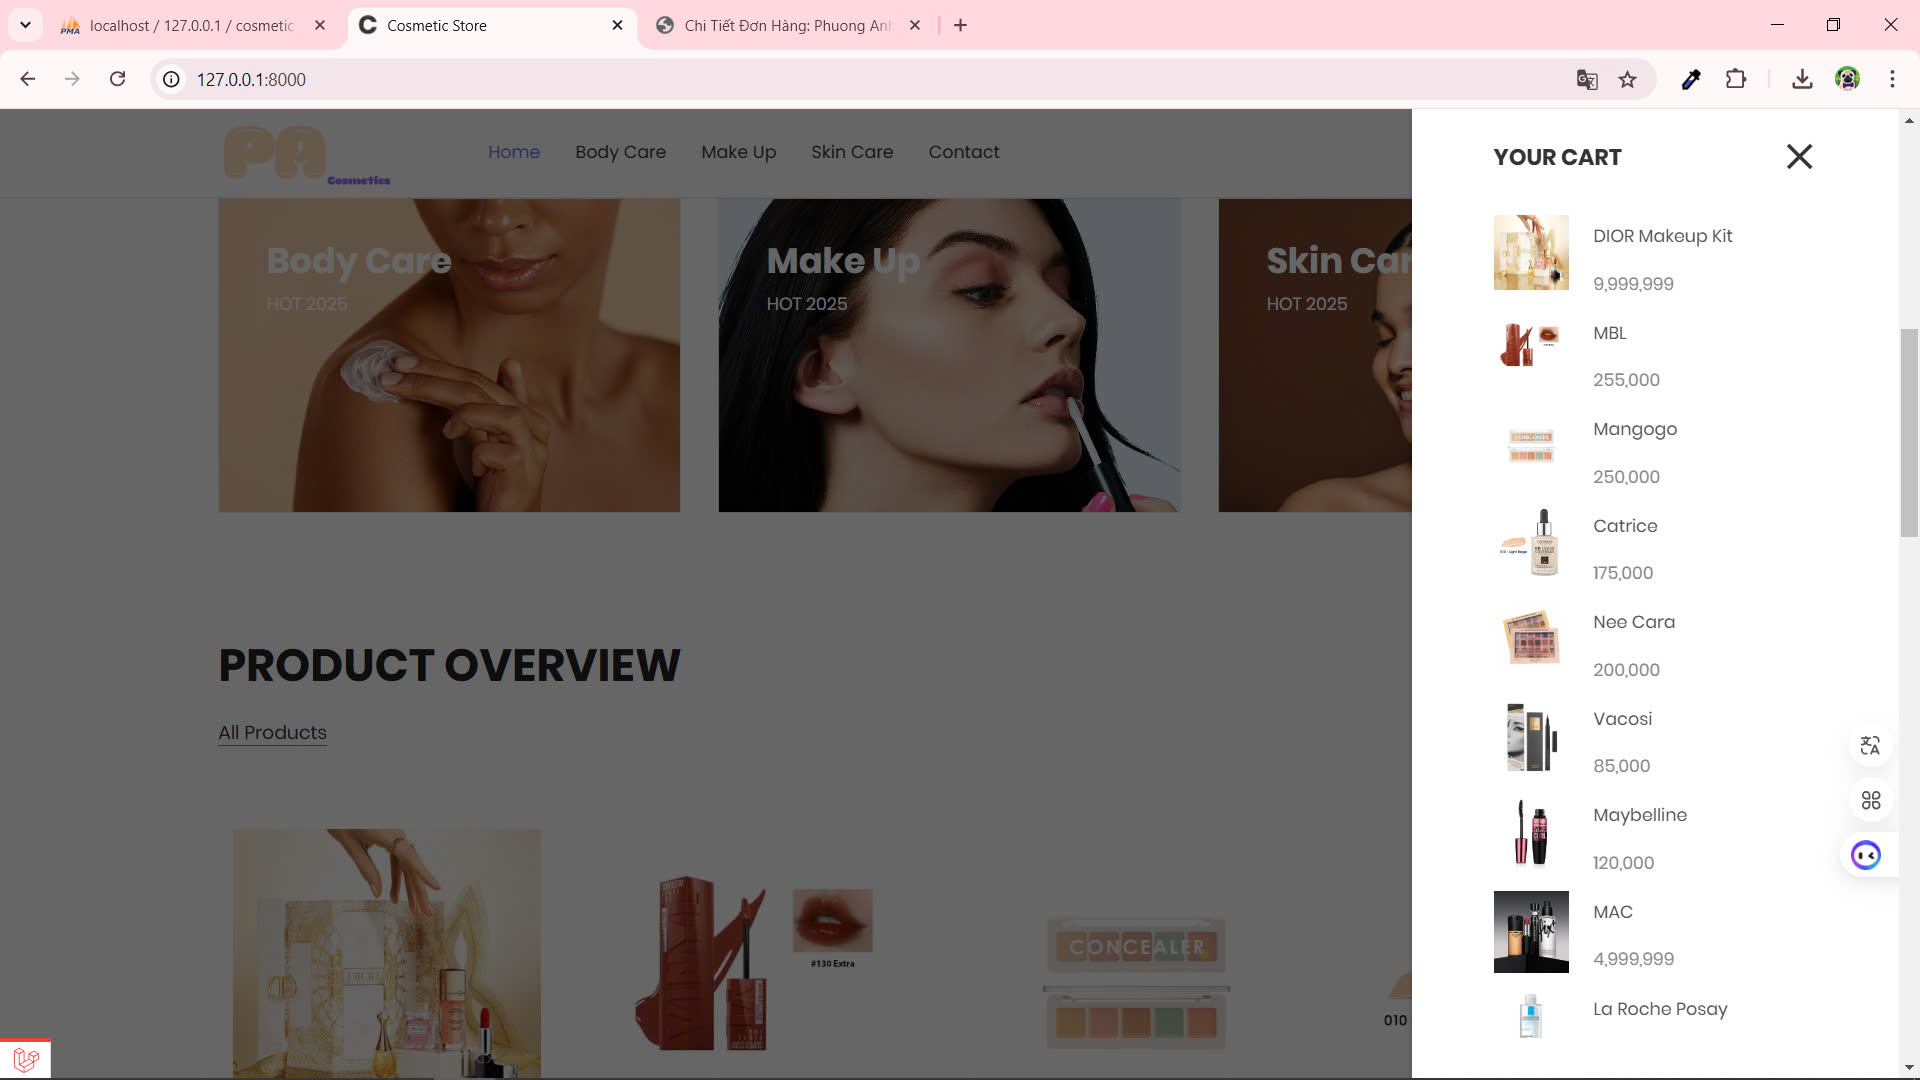 localhost / 127.0.0.1 / cosmetic
Cosmetic Store
Chi Tiết Đơn Hàng: Phuong Anh
127.0.0.1:8000
PA
Cosmetics
Home
Body Care
Make Up
Skin Care
Contact
Body Care
HOT 2025
Make Up
HOT 2025
Skin Car
HOT 2025
PRODUCT OVERVIEW
All Products
#130 Extra
CONCEALER
010
YOUR CART
DIOR Makeup Kit
9,999,999
MBL
255,000
Mangogo
250,000
Catrice
175,000
Nee Cara
200,000
Vacosi
85,000
Maybelline
120,000
MAC
4,999,999
La Roche Posay